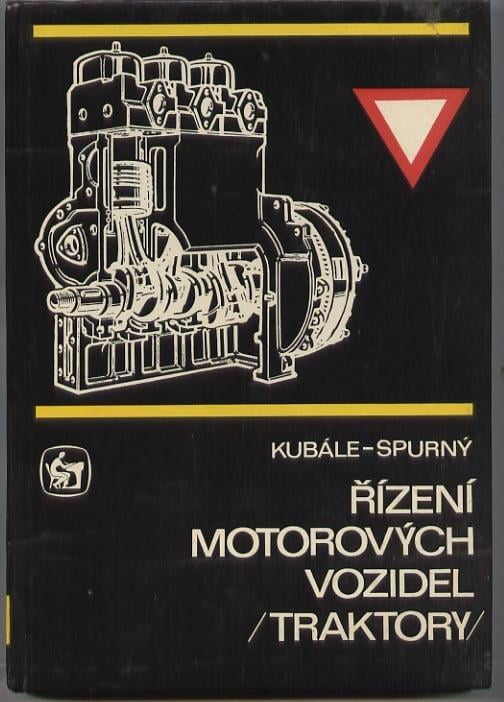 KUBÁLE-SPURNÝ
ŘÍZENÍ
MOTOROVÝCH
VOZIDEL
/TRAKTORY/